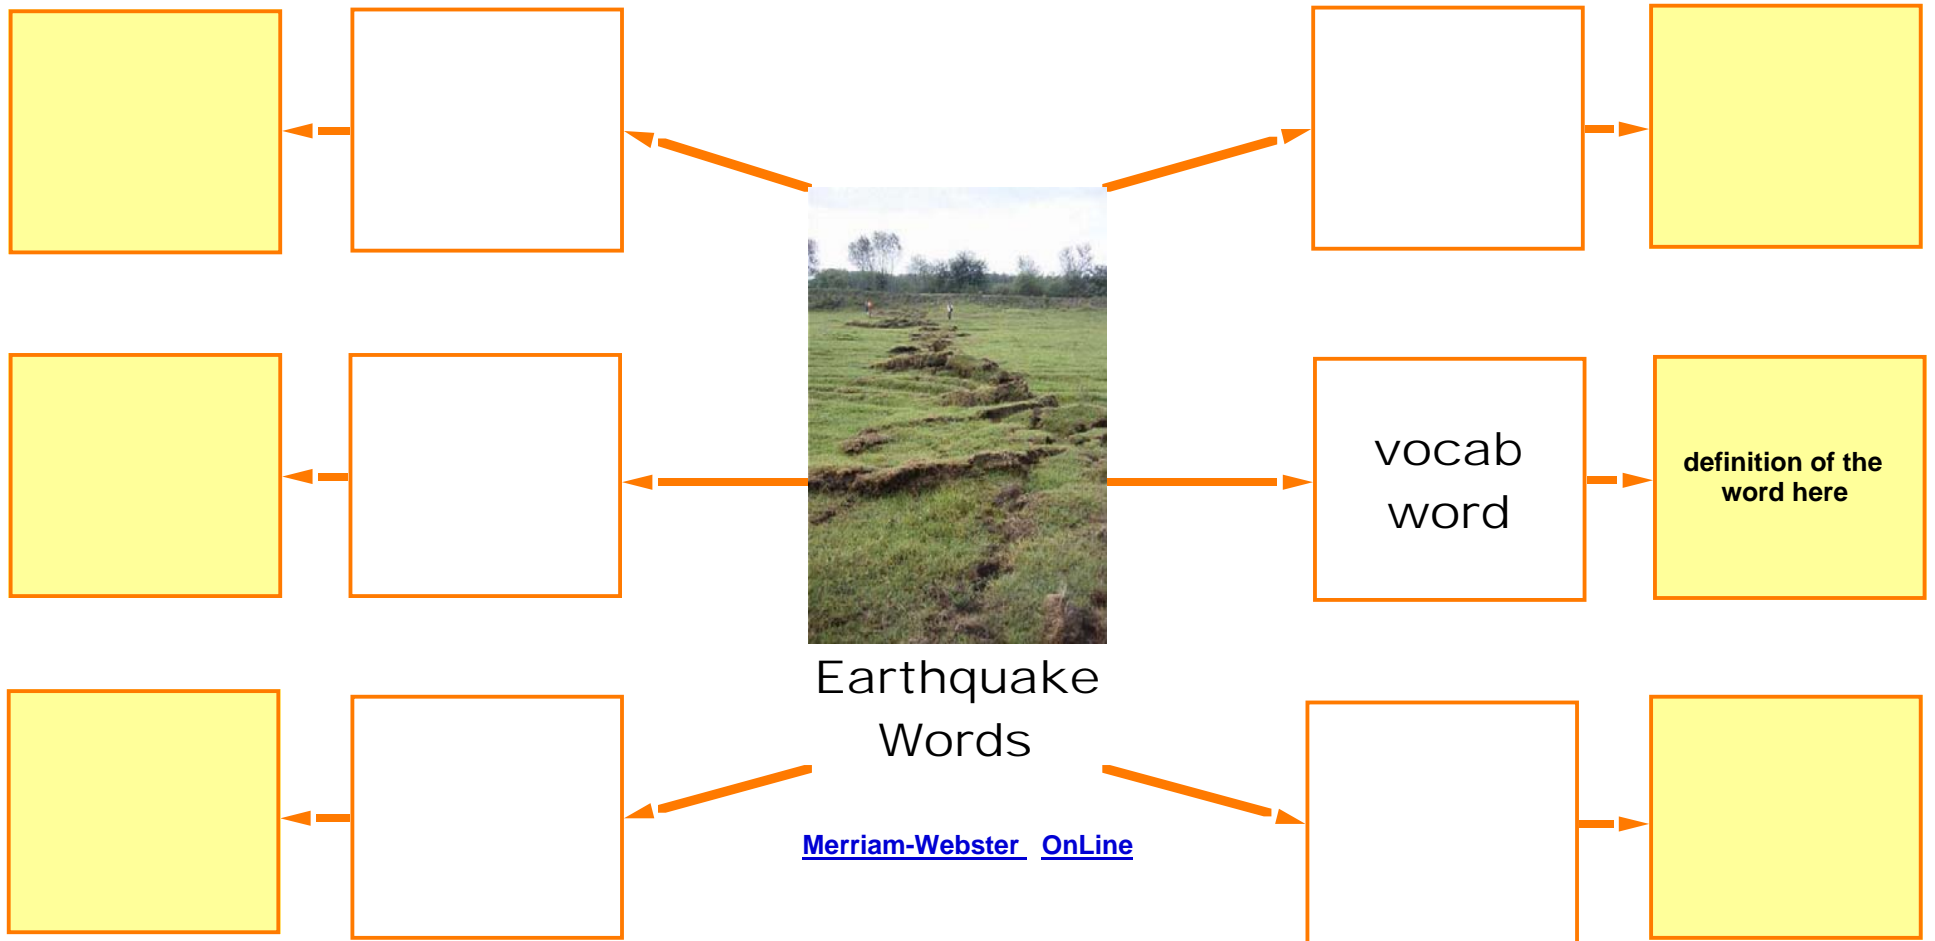 vocab
word
definition of the
word here
Earthquake
Words
Merriam-Webster OnLine